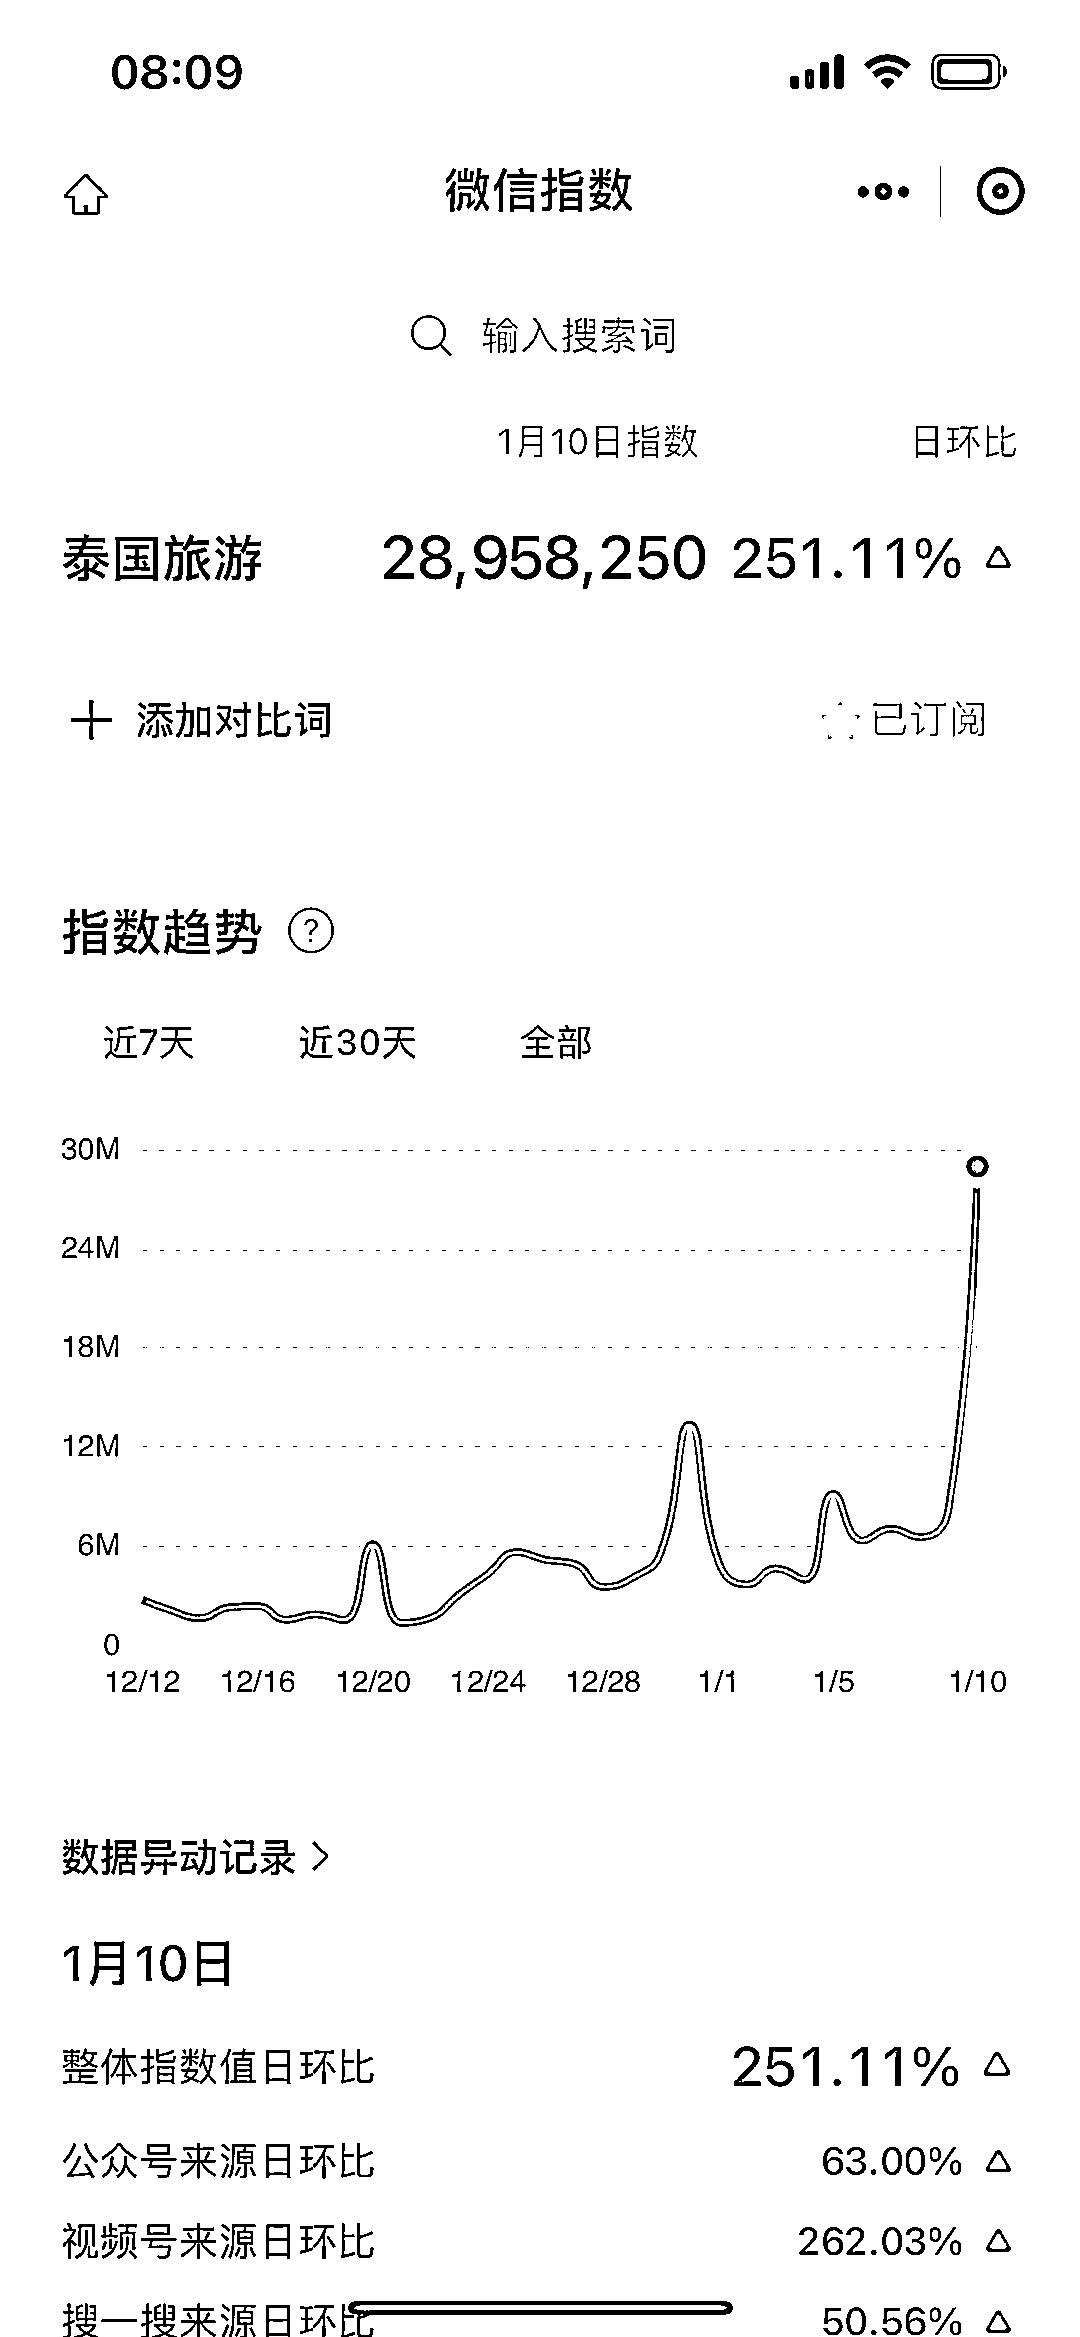 08:09
微信指数
输入搜索词
1月10日指数 日环比
泰国旅游 28,958,250 251.11%
添加对比词 已订阅
指数趋势 ?
近7天 近30天 全部
30M
24M
18M
12M
6M
0
12/12 12/16 12/20 12/24 12/28 1/1 1/5 1/10
数据异动记录 >
1月10日
整体指数值日环比 251.11%
公众号来源日环比 63.00%
视频号来源日环比 262.03%
搜一搜来源日环比 50.56%